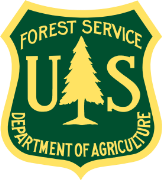 FOREST SERVICE
U S
DEPARTMENT OF AGRICULTURE